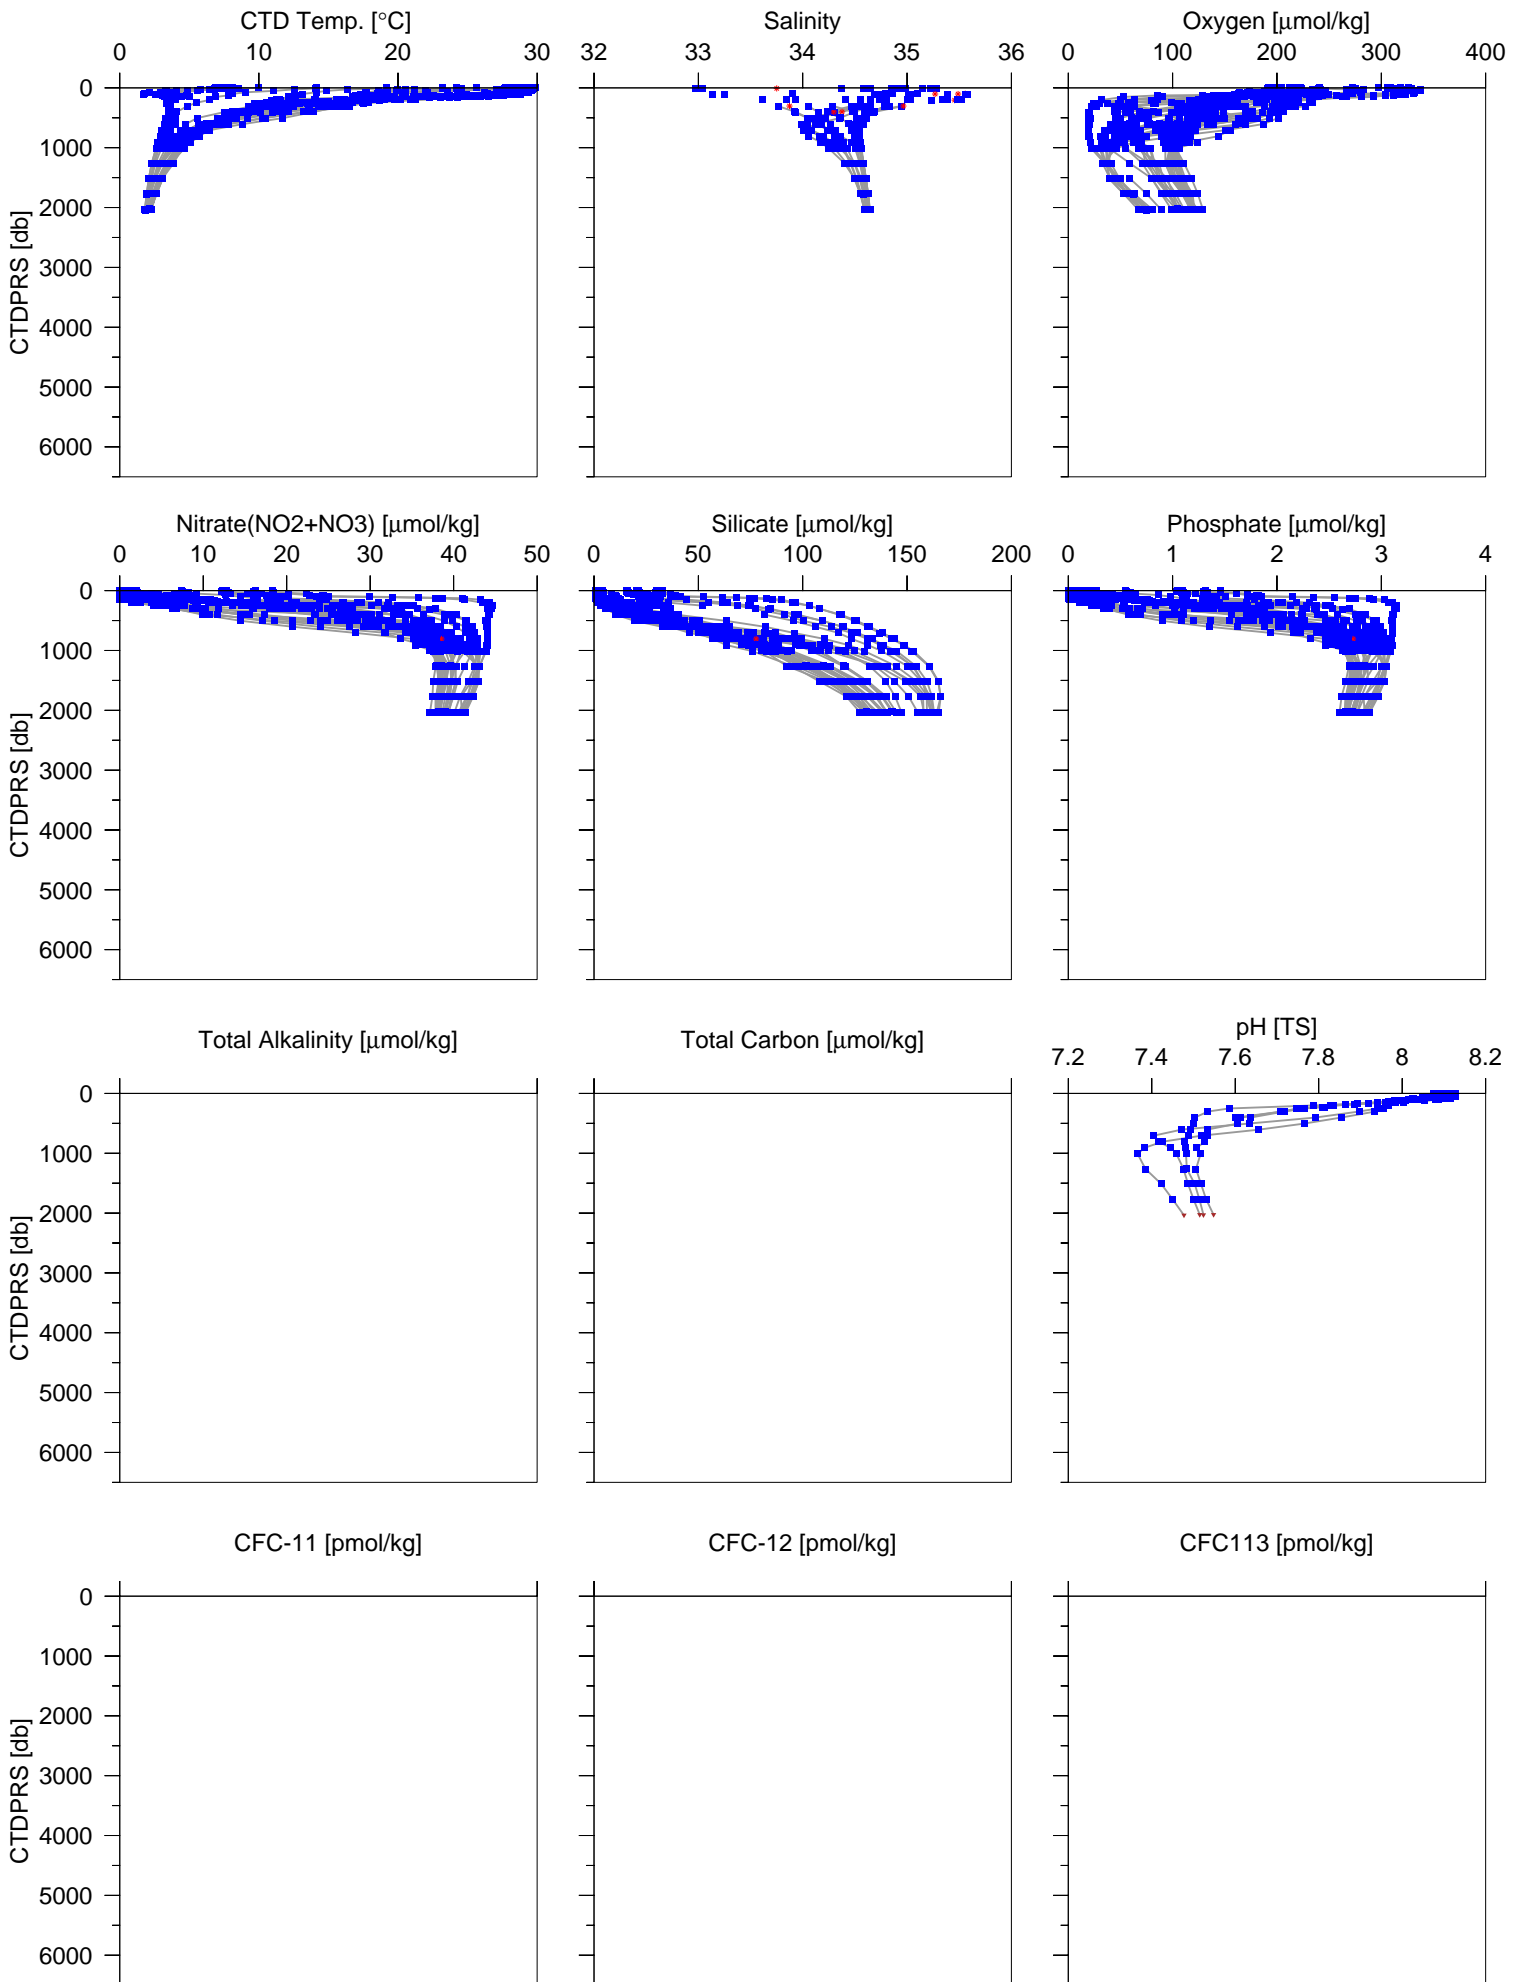 CTD Temp. [°C] Salinity Oxygen [µmol/kg]
0 10 20 30 32 33 34 35 36 0 100 200 300 400
0
1000
2000
3000
4000
5000
6000
CTDPRS [db]
Nitrate(NO2+NO3) [µmol/kg] Silicate [µmol/kg] Phosphate [µmol/kg]
0 10 20 30 40 50 0 50 100 150 200 0 1 2 3 4
0
1000
2000
3000
4000
5000
6000
CTDPRS [db]
Total Alkalinity [µmol/kg] Total Carbon [µmol/kg] pH [TS]
7.2 7.4 7.6 7.8 8 8.2
0
1000
2000
3000
4000
5000
6000
CTDPRS [db]
CFC-11 [pmol/kg] CFC-12 [pmol/kg] CFC113 [pmol/kg]
0
1000
2000
3000
4000
5000
6000
CTDPRS [db]